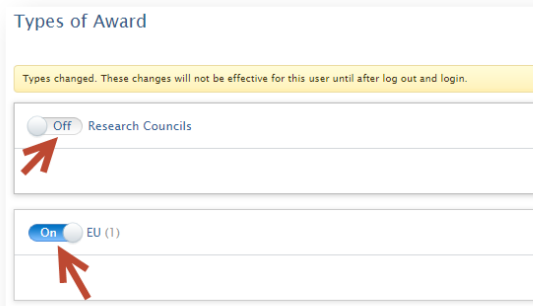 Types of Award
Types changed. These changes will not be effective for this user until after log out and login.
Off Research Councils
On EU (1)